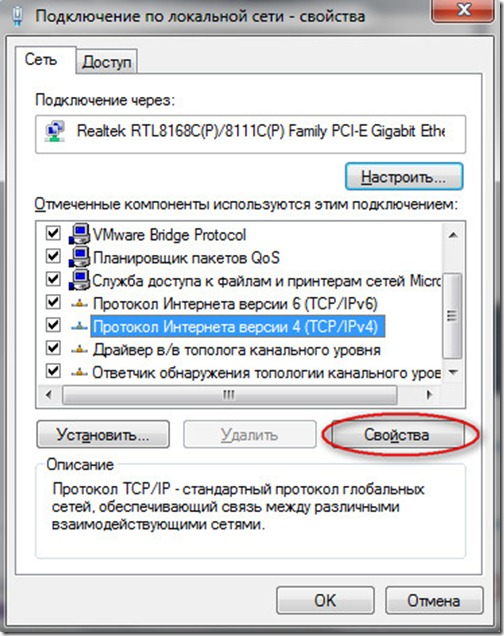 Подключение по локальной сети - свойства
Сеть
Доступ
Подключение через:
Realtek RTL8168C(P)/8111C(P) Family PCI-E Gigabit Ethe
Настроить...
Отмеченные компоненты используются этим подключением:
VMware Bridge Protocol
Планировщик пакетов QoS
Служба доступа к файлам и принтерам сетей Micro
Протокол Интернета версии 6 (TCP/IPv6)
Протокол Интернета версии 4 (TCP/IPv4)
Драйвер в/в тополога канального уровня
Ответчик обнаружения топологии канального уров
Установить...
Удалить
Свойства
Описание
Протокол TCP/IP - стандартный протокол глобальных
сетей, обеспечивающий связь между различными
взаимодействующими сетями.
OK
Отмена